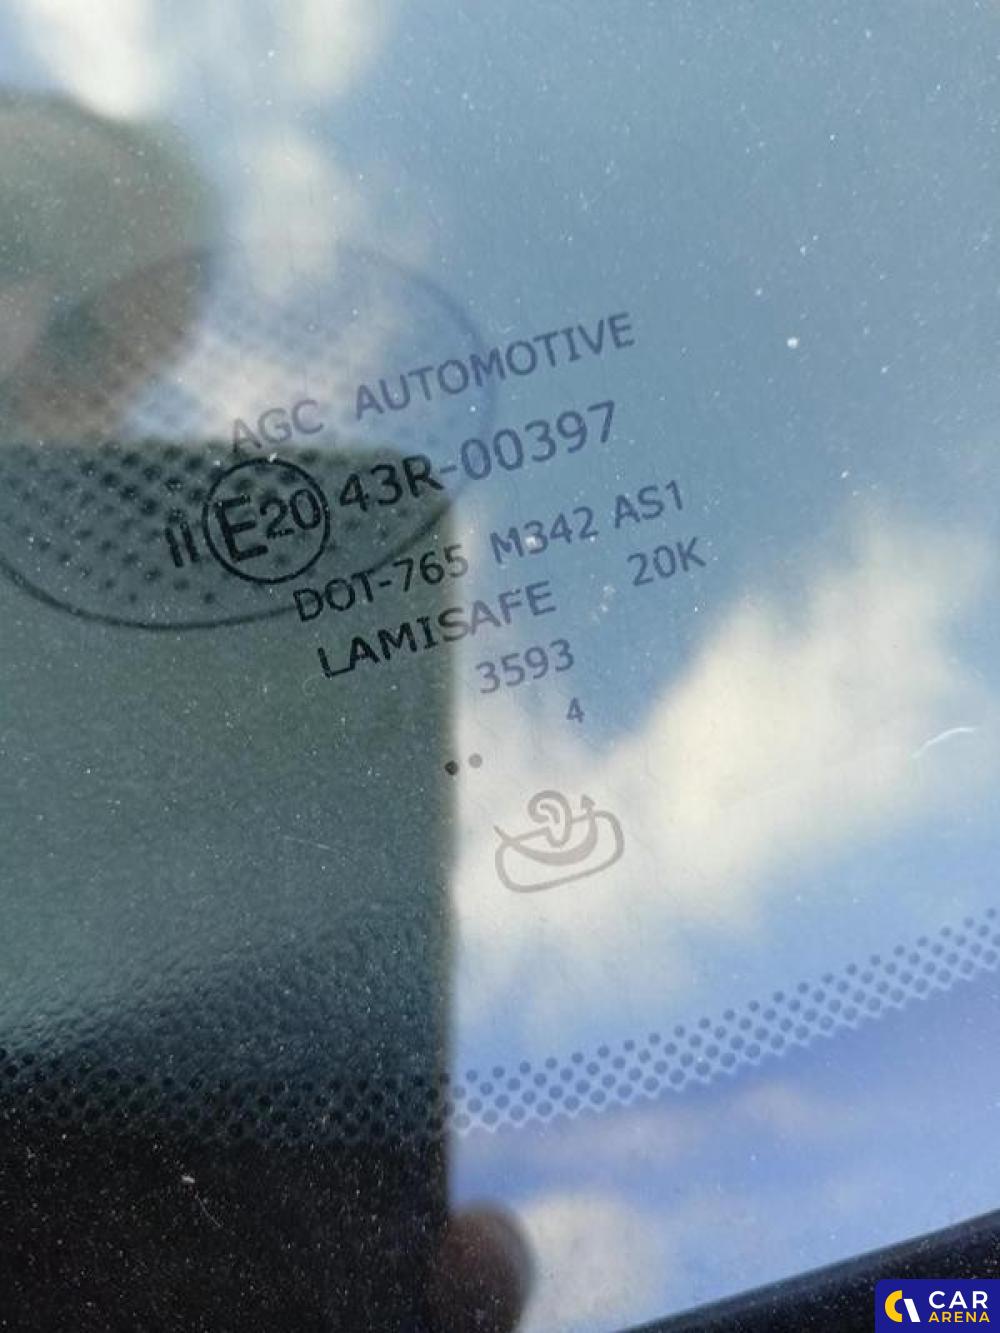 AGC AUTOMOTIVE
II E20 43R-00397
DOT-765 M342 AS1
LAMISAFE 20K
3593
4
..
CAR
ARENA